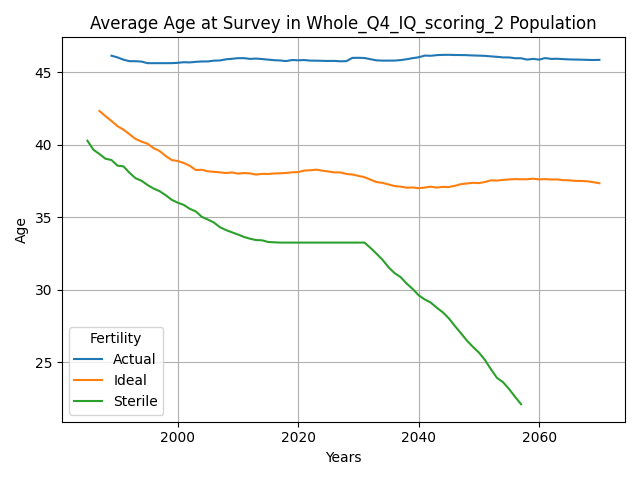 Average Age at Survey in Whole_Q4_IQ_scoring_2 Population
Age
45
40
35
30
25
Fertility
Actual
Ideal
Sterile
2000
2020
2040
2060
Years